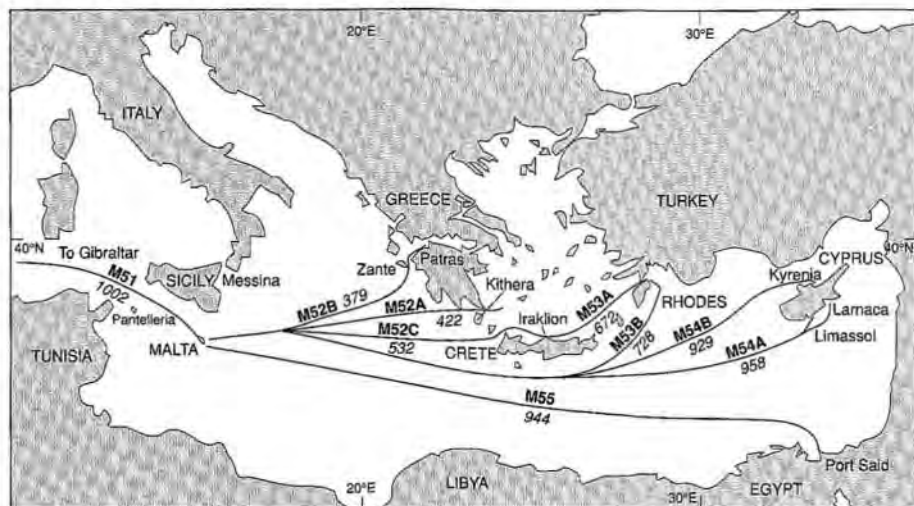 20°E
30°E
ITALY
GREECE
TURKEY
40°N
40°N
To Gibraltar
M51
1002
Pantelleria
SICILY
Messina
MALTA
TUNISIA
Zante
Patras
Kithera
M52B 379
M52A
422
M52C
532
Iraklion
CRETE
M53A
672
M53B
728
RHODES
M54B
929
M54A
958
Kyrenia
CYPRUS
Larnaca
Limassol
M55
944
Port Said
20°E
LIBYA
30°E
EGYPT